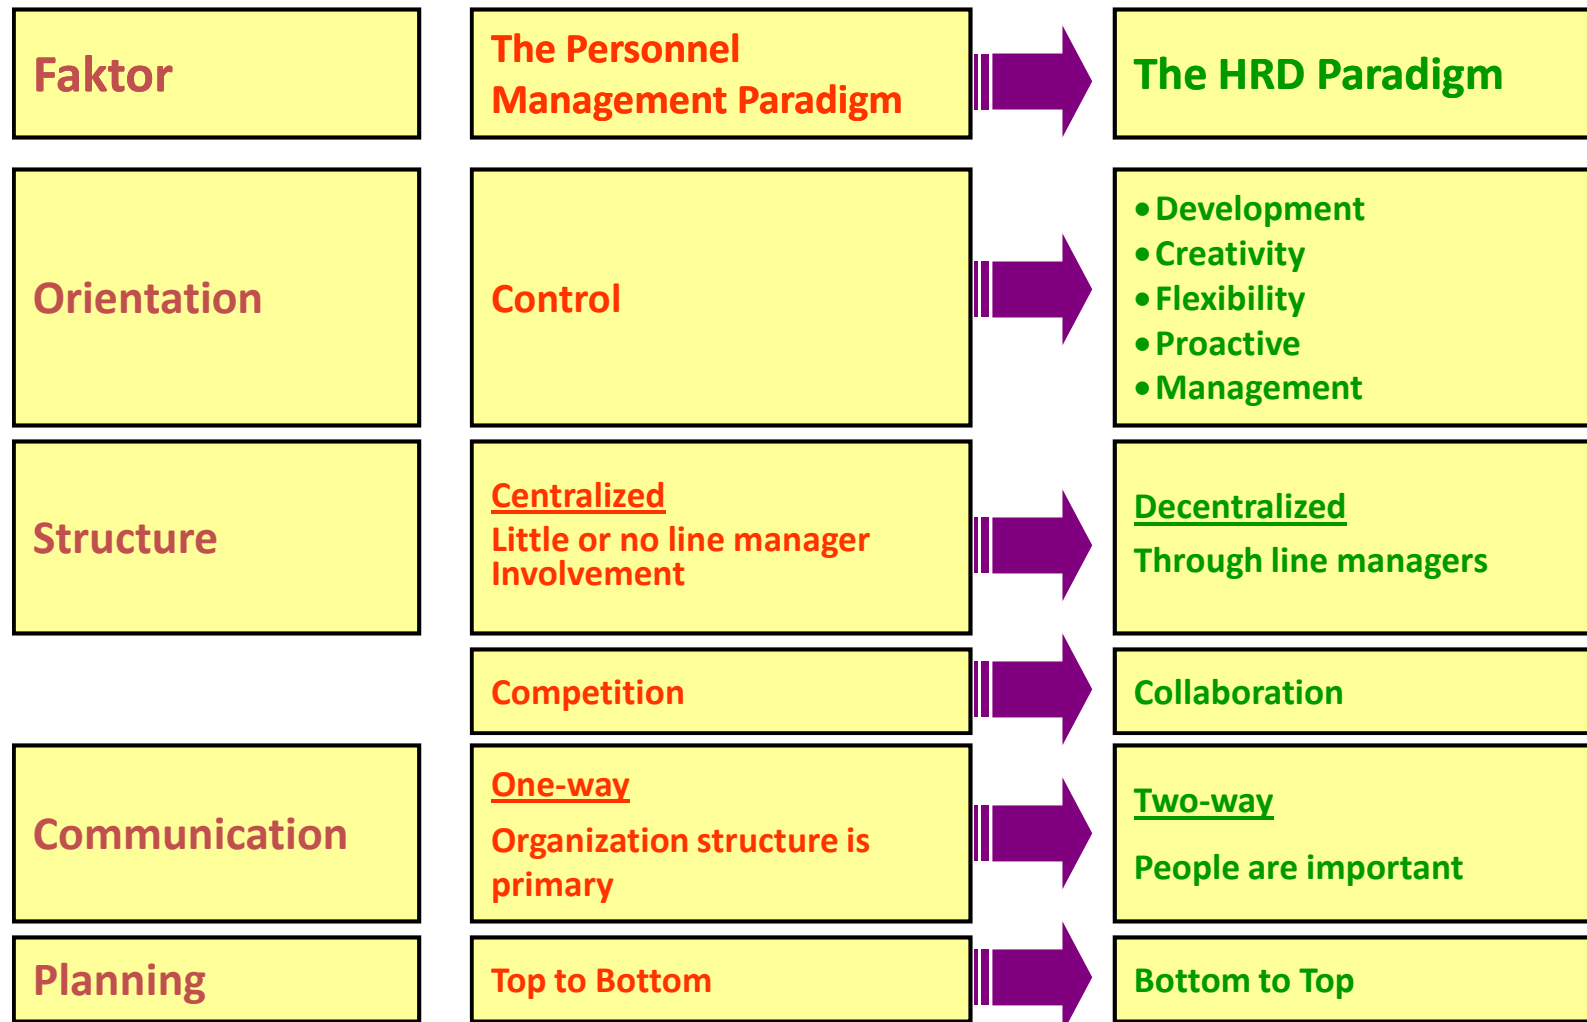 Faktor
The Personnel
Management Paradigm
The HRD Paradigm
Orientation
Control
• Development
• Creativity
• Flexibility
• Proactive
• Management
Structure
Centralized
Little or no line manager
Involvement
Decentralized
Through line managers
Competition
Collaboration
Communication
One-way
Organization structure is
primary
Two-way
People are important
Planning
Top to Bottom
Bottom to Top